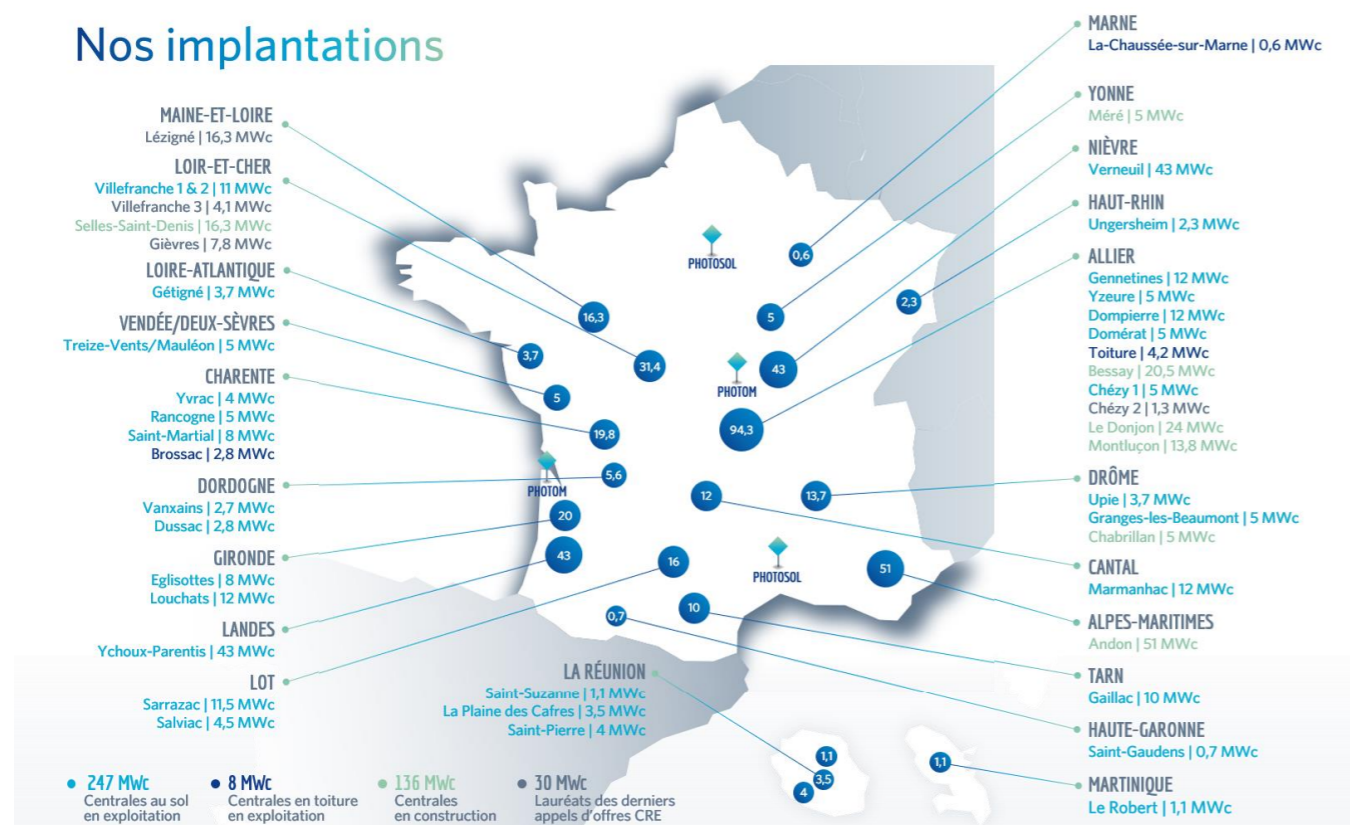 Nos implantations
MAINE-ET-LOIRE
Lézigné | 16,3 MWc
LOIR-ET-CHER
Villefranche 1 & 2 | 11 MWc
Villefranche 3 | 4,1 MWc
Selles-Saint-Denis | 16,3 MWc
Gièvres | 7,8 MWc
LOIRE-ATLANTIQUE
Gétigné | 3,7 MWc
VENDÉE/DEUX-SÈVRES
Treize-Vents/Mauléon | 5 MWc
CHARENTE
Yvrac | 4 MWc
Rancogne | 5 MWc
Saint-Martial | 8 MWc
Brossac | 2,8 MWc
DORDOGNE
Vanxains | 2,7 MWc
Dussac | 2,8 MWc
GIRONDE
Eglisottes | 8 MWc
Louchats | 12 MWc
LANDES
Ychoux-Parentis | 43 MWc
LOT
Sarrazac | 11,5 MWc
Salviac | 4,5 MWc
LA RÉUNION
Saint-Suzanne | 1,1 MWc
La Plaine des Cafres | 3,5 MWc
Saint-Pierre | 4 MWc
PHOTOSOL
0,6
2,3
16,3
5
3,7
31,4
43
PHOTOM
5
19,8
94,3
5,6
PHOTOM
12
13,7
20
43
16
PHOTOSOL
51
10
0,7
1,1
3,5
4
1,1
MARNE
La-Chaussée-sur-Marne | 0,6 MWc
YONNE
Méré | 5 MWc
NIÈVRE
Verneuil | 43 MWc
HAUT-RHIN
Ungersheim | 2,3 MWc
ALLIER
Gennetines | 12 MWc
Yzeure | 5 MWc
Dompierre | 12 MWc
Domérat | 5 MWc
Toiture | 4,2 MWc
Bessay | 20,5 MWc
Chézy 1 | 5 MWc
Chézy 2 | 1,3 MWc
Le Donjon | 24 MWc
Montluçon | 13,8 MWc
DRÔME
Upie | 3,7 MWc
Granges-les-Beaumont | 5 MWc
Chabrillan | 5 MWc
CANTAL
Marmanhac | 12 MWc
ALPES-MARITIMES
Andon | 51 MWc
TARN
Gaillac | 10 MWc
HAUTE-GARONNE
Saint-Gaudens | 0,7 MWc
MARTINIQUE
Le Robert | 1,1 MWc
247 MWc
Centrales au sol
en exploitation
8 MWc
Centrales en toiture
en exploitation
136 MWc
Centrales
en construction
30 MWc
Lauréats des derniers
appels d'offres CRE